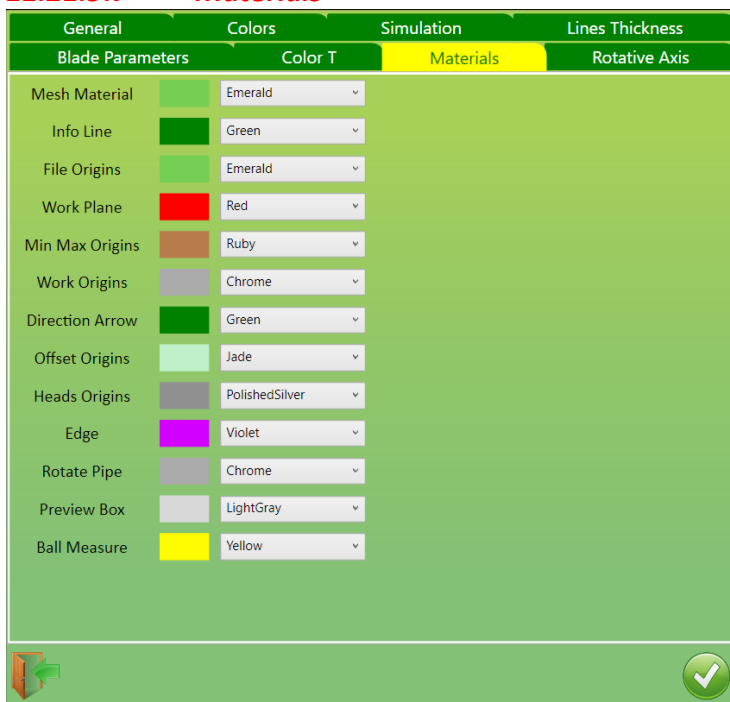 Materials
General Colors Simulation Lines Thickness
Blade Parameters Color T Materials Rotative Axis
Mesh Material Emerald
Info Line Green
File Origins Emerald
Work Plane Red
Min Max Origins Ruby
Work Origins Chrome
Direction Arrow Green
Offset Origins Jade
Heads Origins PolishedSilver
Edge Violet
Rotate Pipe Chrome
Preview Box LightGray
Ball Measure Yellow